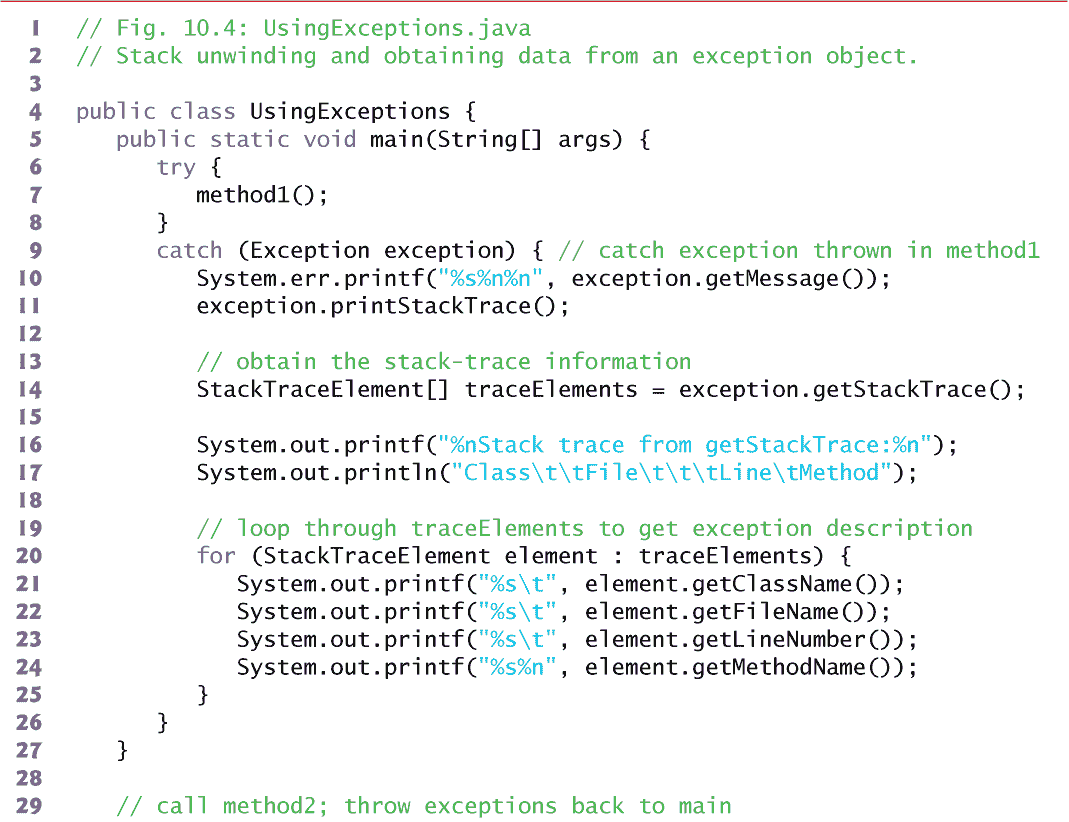 1 // Fig. 10.4: UsingExceptions.java
2 // Stack unwinding and obtaining data from an exception object.
3
4 public class UsingExceptions {
5 public static void main(String[] args) {
6 try {
7 method1();
8 }
9 catch (Exception exception) { // catch exception thrown in method1
10 System.err.printf("%s%n%n", exception.getMessage());
11 exception.printStackTrace();
12
13 // obtain the stack-trace information
14 StackTraceElement[] traceElements = exception.getStackTrace();
15
16 System.out.printf("%nStack trace from getStackTrace:%n");
17 System.out.println("Class\t\tFile\t\t\tLine\tMethod");
18
19 // loop through traceElements to get exception description
20 for (StackTraceElement element : traceElements) {
21 System.out.printf("%s\t", element.getClassName());
22 System.out.printf("%s\t", element.getFileName());
23 System.out.printf("%s\t", element.getLineNumber());
24 System.out.printf("%s%n", element.getMethodName());
25 }
26 }
27 }
28
29 // call method2; throw exceptions back to main